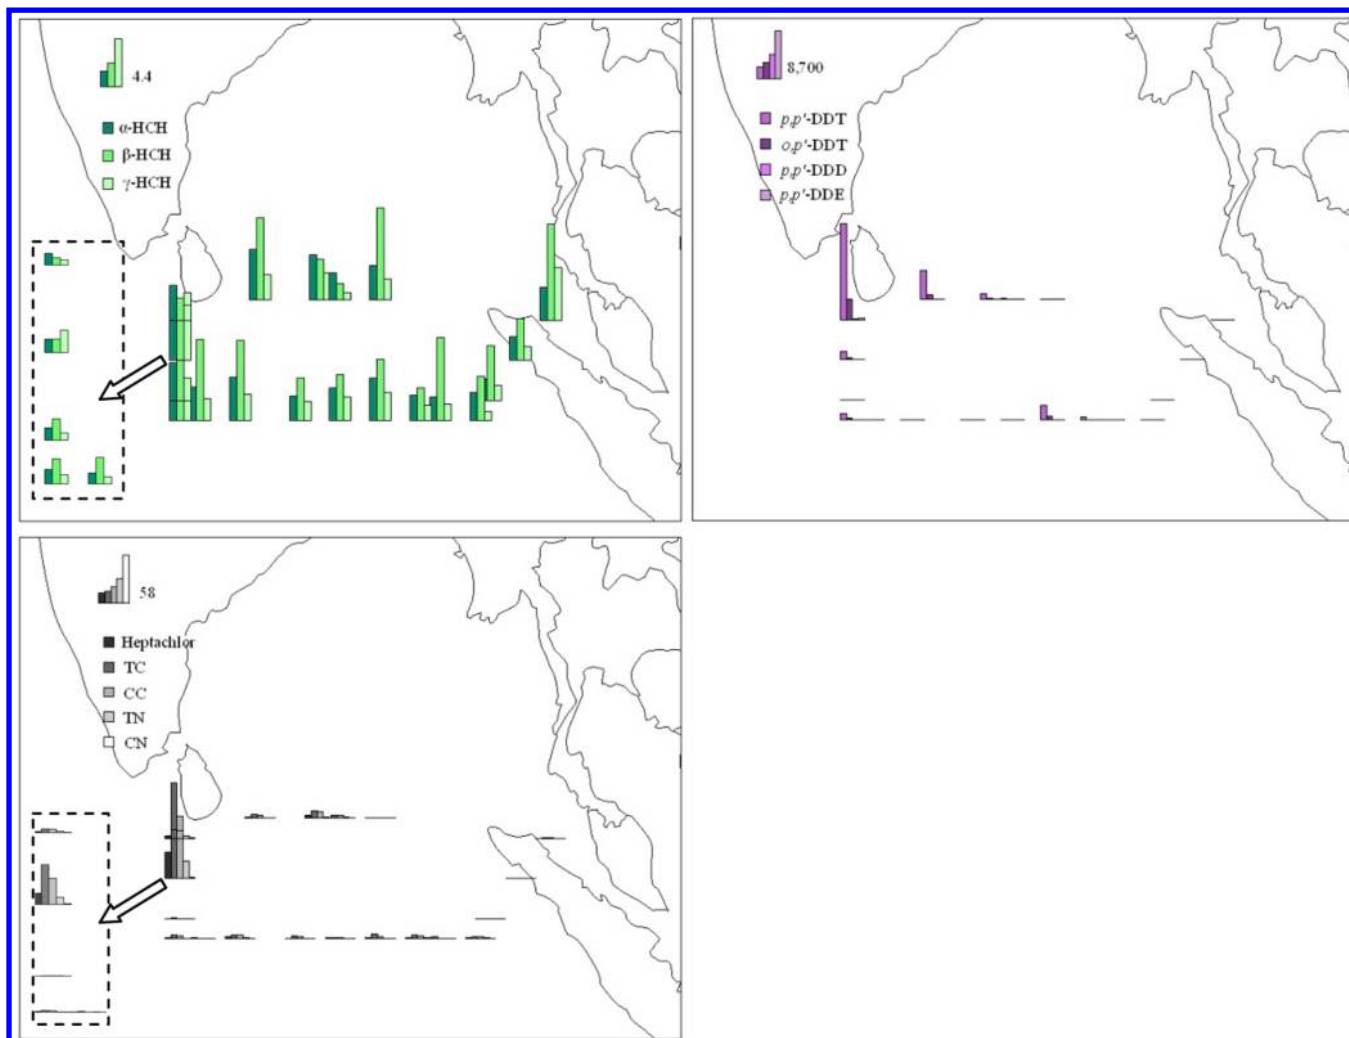 4.4
α-HCH
β-HCH
γ-HCH
8,700
p,p'-DDT
o,p'-DDT
p,p'-DDD
p,p'-DDE
58
Heptachlor
TC
CC
TN
CN